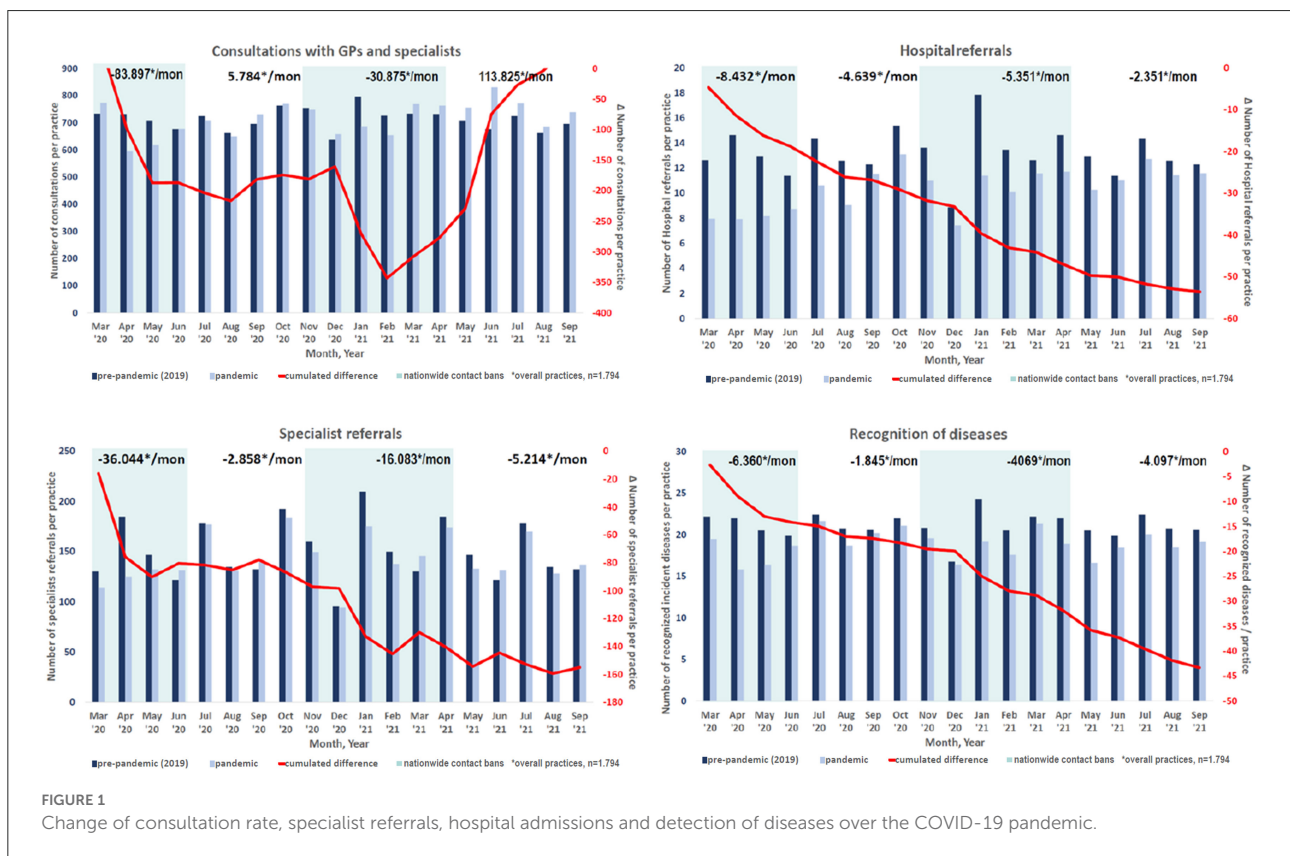 Consultations with GPs and specialists
-83.897*/mon 5.784*/mon -30.875*/mon 113.825*/mon
Number of consultations per practice
900
800
700
600
500
400
300
200
100
0
0
-50
-100
-150
-200
-250
-300
-350
-400
Δ Number of consultations per practice
Mar Apr May Jun Jul Aug Sep Oct Nov Dec Jan Feb Mar Apr May Jun Jul Aug Sep
'20 '20 '20 '20 '20 '20 '20 '20 '20 '20 '21 '21 '21 '21 '21 '21 '21 '21 '21
Month, Year
pre-pandemic (2019) pandemic cumulated difference nationwide contact bans *overall practices, n=1.794
Hospitalreferrals
-8.432*/mon -4.639*/mon -5.351*/mon -2.351*/mon
Number of Hospital referrals per practice
20
18
16
14
12
10
8
6
4
2
0
0
-10
-20
-30
-40
-50
-60
Δ Number of Hospital referrals per practice
Mar Apr May Jun Jul Aug Sep Oct Nov Dec Jan Feb Mar Apr May Jun Jul Aug Sep
'20 '20 '20 '20 '20 '20 '20 '20 '20 '20 '21 '21 '21 '21 '21 '21 '21 '21 '21
Month, Year
pre-pandemic (2019) pandemic cumulated difference nationwide contact bans *overall practices, n=1.794
Specialist referrals
-36.044*/mon -2.858*/mon -16.083*/mon -5.214*/mon
Number of specialists referrals per practice
250
200
150
100
50
0
0
-20
-40
-60
-80
-100
-120
-140
-160
-180
Δ Number of specialist referrals per practice
Mar Apr May Jun Jul Aug Sep Oct Nov Dec Jan Feb Mar Apr May Jun Jul Aug Sep
'20 '20 '20 '20 '20 '20 '20 '20 '20 '20 '21 '21 '21 '21 '21 '21 '21 '21 '21
Month, Year
pre-pandemic (2019) pandemic cumulated difference nationwide contact bans *overall practices, n=1.794
Recognition of diseases
-6.360*/mon -1.845*/mon -4069*/mon -4.097*/mon
Number of recognized incident diseases per practice
30
25
20
15
10
5
0
0
-5
-10
-15
-20
-25
-30
-35
-40
-45
-50
Δ Number of recognized diseases / practice
Mar Apr May Jun Jul Aug Sep Oct Nov Dec Jan Feb Mar Apr May Jun Jul Aug Sep
'20 '20 '20 '20 '20 '20 '20 '20 '20 '20 '21 '21 '21 '21 '21 '21 '21 '21 '21
Month, Year
pre-pandemic (2019) pandemic cumulated difference nationwide contact bans *overall practices, n=1.794
FIGURE 1
Change of consultation rate, specialist referrals, hospital admissions and detection of diseases over the COVID-19 pandemic.